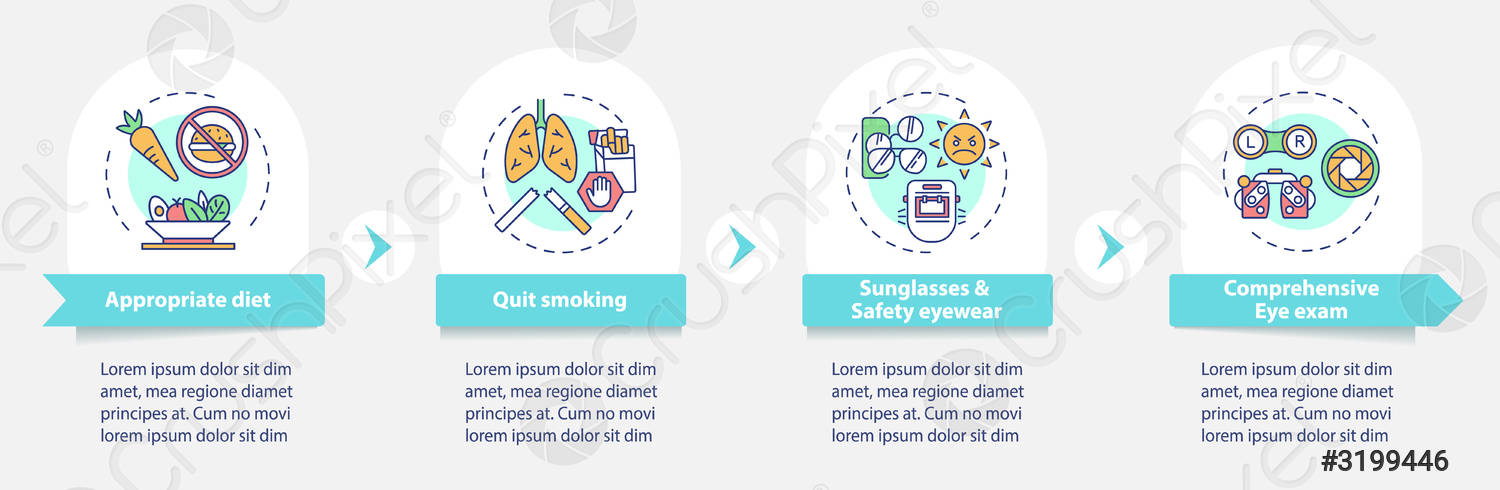 L R
Appropriate diet
Quit smoking
Sunglasses &
Safety eyewear
Comprehensive
Eye exam
Lorem ipsum dolor sit dim
amet, mea regione diamet
principes at. Cum no movi
lorem ipsum dolor sit dim
Lorem ipsum dolor sit dim
amet, mea regione diamet
principes at. Cum no movi
lorem ipsum dolor sit dim
Lorem ipsum dolor sit dim
amet, mea regione diamet
principes at. Cum no movi
lorem ipsum dolor sit dim
Lorem ipsum dolor sit dim
amet, mea regione diamet
principes at. Cum no movi
lorem ipsum dolor sit dim
#3199446
crushpixel
crushpixel
crushpixel